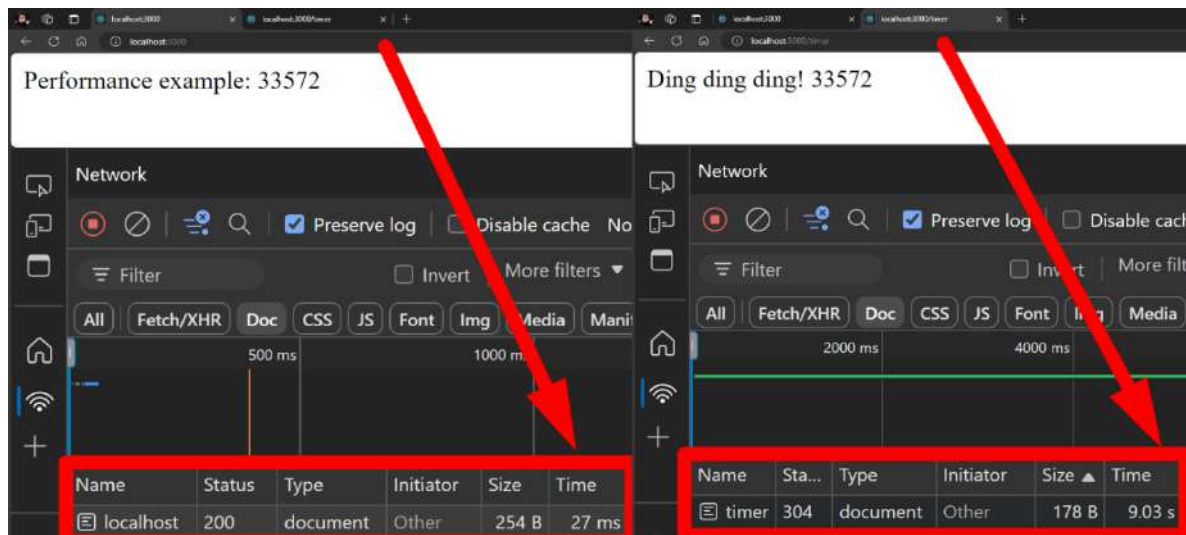 localhost:3000
localhost:3000/timer
localhost:3000
Performance example: 33572
Network
Preserve log
Disable cache
No
Filter
Invert
More filters
All
Fetch/XHR
Doc
CSS
JS
Font
Img
Media
Mani
500 ms
1000 m
Name Status Type Initiator Size Time
localhost 200 document Other 254 B 27 ms
localhost:3000
localhost:3000/timer
localhost:3000/timer
Ding ding ding! 33572
Network
Preserve log
Disable cach
Filter
Invert
More filt
All
Fetch/XHR
Doc
CSS
JS
Font
Media
2000 ms
4000 ms
Name Sta... Type Initiator Size Time
timer 304 document Other 178 B 9.03 s